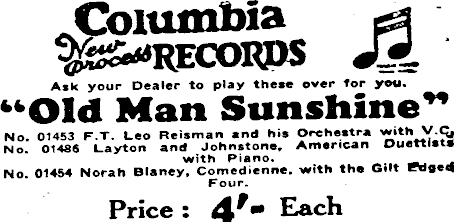 Columbia
New process RECORDS
Ask your Dealer to play these over for you.
“Old Man Sunshine”
No. 01453 F.T. Leo Reisman and his Orchestra with V.C.
No. 01486 Layton and Johnstone, American Duettists
with Piano.
No. 01454 Norah Blaney, Comedienne, with the Gilt Edged
Four.
Price : 4/- Each